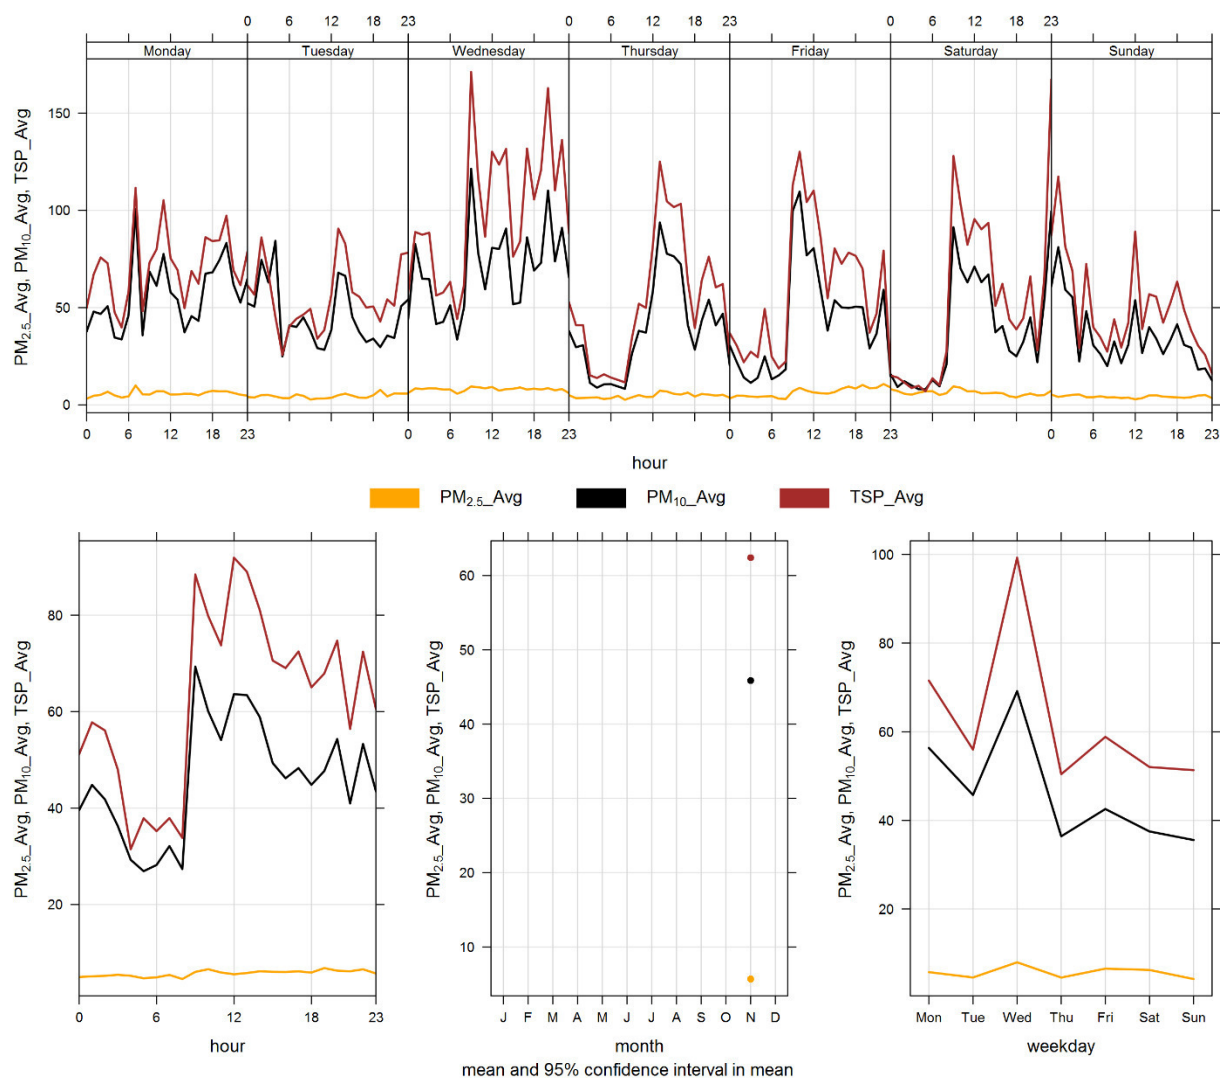 0 6 12 18 23 0 6 12 18 23 0 6 12 18 23
Monday Tuesday Wednesday Thursday Friday Saturday Sunday
PM2.5_Avg, PM10_Avg, TSP_Avg
150
100
50
0
0 6 12 18 23 0 6 12 18 23 0 6 12 18 23 0 6 12 18 23
hour
PM2.5_Avg PM10_Avg TSP_Avg
PM2.5_Avg, PM10_Avg, TSP_Avg
80
60
40
20
0 6 12 18 23
hour
PM2.5_Avg, PM10_Avg, TSP_Avg
60
50
40
30
20
10
J F M A M J J A S O N D
month
PM2.5_Avg, PM10_Avg, TSP_Avg
100
80
60
40
20
Mon Tue Wed Thu Fri Sat Sun
weekday
mean and 95% confidence interval in mean